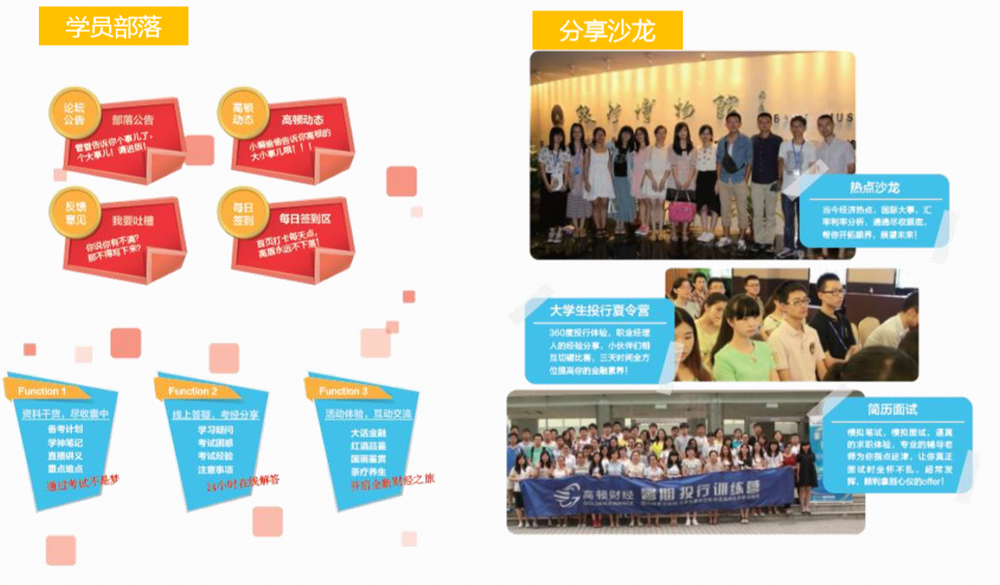 学员部落
论坛
公告
部落公告
管管告诉你个事儿了，
个大事儿！请进版！
高顿
动态
高顿动态
小编偷偷告诉你高顿的
大小事儿哦！！！
反馈
意见
我要吐槽
你说你有不满？
那不得写下来？
每日
签到
每日签到区
首页打卡每天点，
高盾永远不下第！
Function 1
资料干货，尽收囊中
备考计划
学神笔记
直播讲义
重点难点
通过考试不是梦
Function 2
线上答疑，考经分享
学习疑问
考试困惑
考试经验
注意事项
24小时在线解答
Function 3
活动体验，互动交流
大话金融
红酒品鉴
国画鉴赏
茶疗养生
开启全新财经之旅
分享沙龙
银行博物馆
热点沙龙
当今经济热点，国际大事，汇
率利率分析，通通尽收眼底，
帮你开拓眼界，展望未来！
大学生投行夏令营
360度投行体验，职业经理
人的经验分享，小伙伴们相
互切磋比赛，三天时间全方
位提高你的金融素养！
简历面试
模拟笔试，模拟面试，逼真
的求职体验，专业的辅导老
师为你指点迷津，让你真正
面试时坐怀不乱，超常发
挥，顺利拿到心仪的offer！
高顿财经
GOLDEN FINANCE
暑期投行训练营